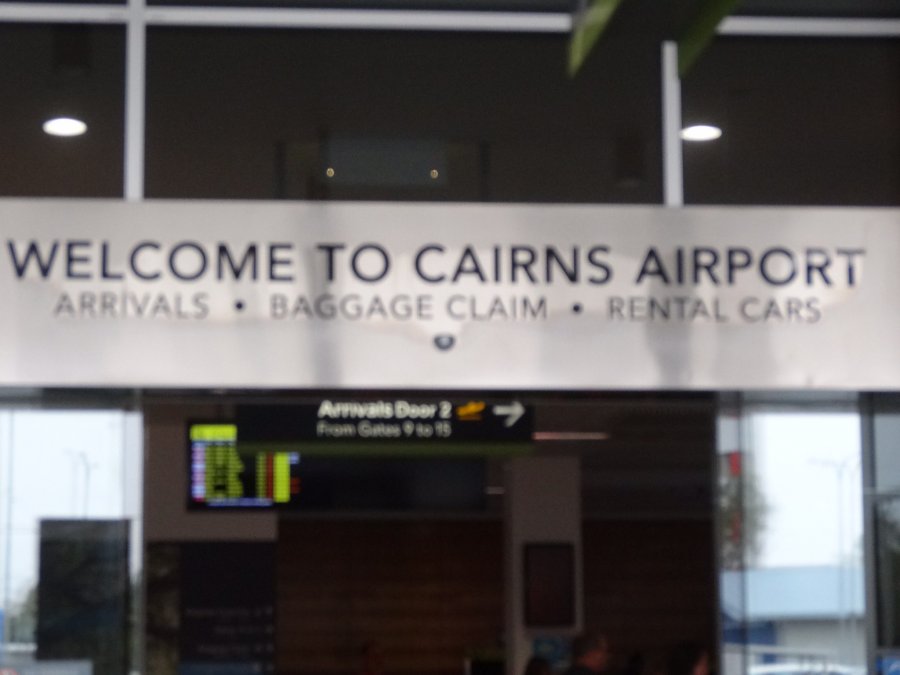 WELCOME TO CAIRNS AIRPORT
ARRIVALS • BAGGAGE CLAIM • RENTAL CARS
Arrivals Door 2
From Gates 9 to 15